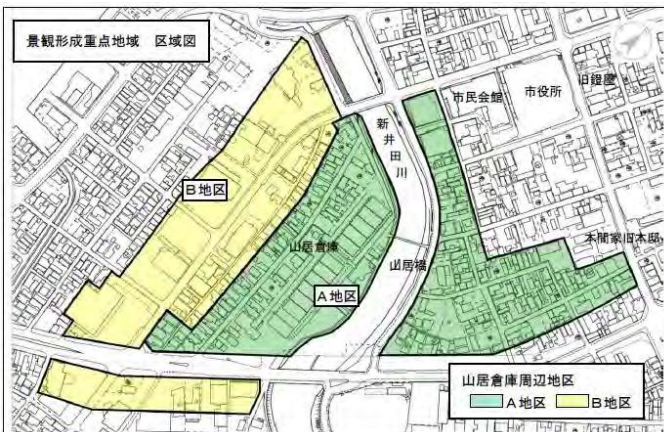 景観形成重点地域 区域図
市民会館
市役所
旧鐙屋
新井田川
B地区
山居倉庫
山居橋
本間家旧本邸
A地区
山居倉庫周辺地区
A地区 B地区